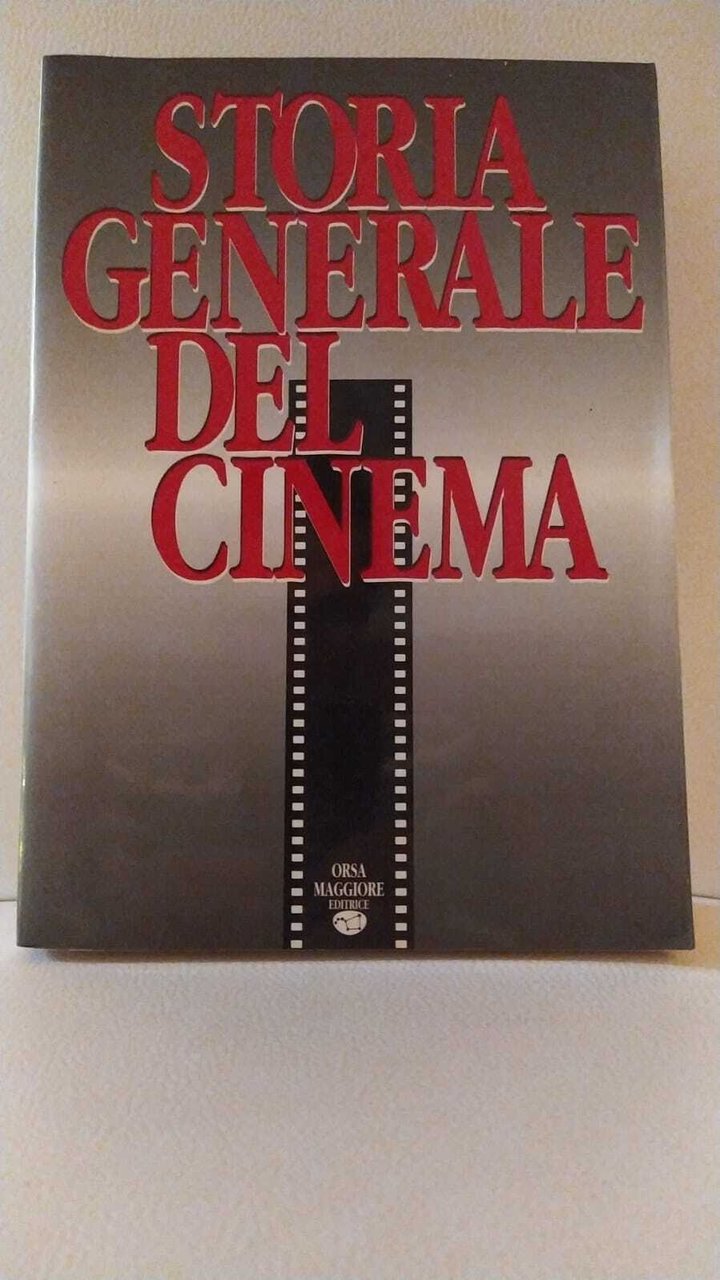 STORIA
GENERALE
DEL
CINEMA
ORSA
MAGGIORE
EDITRICE